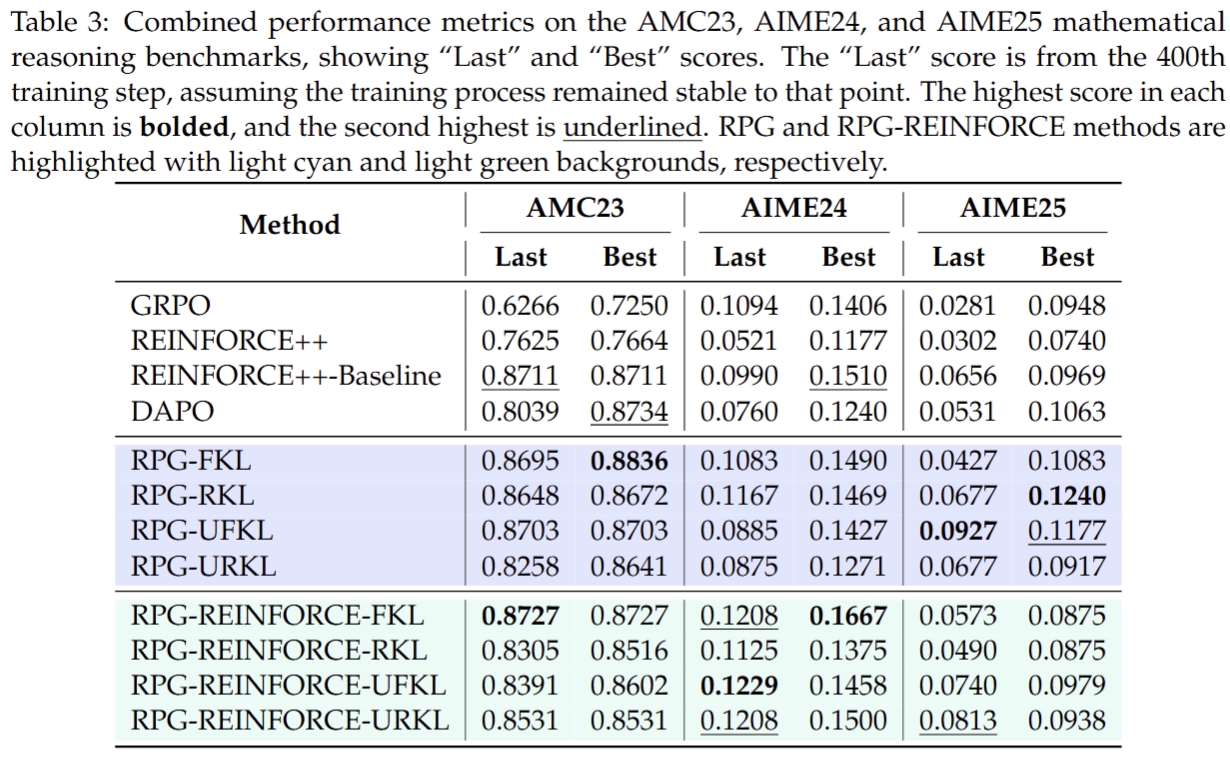 Table 3: Combined performance metrics on the AMC23, AIME24, and AIME25 mathematical
reasoning benchmarks, showing “Last” and “Best” scores. The “Last” score is from the 400th
training step, assuming the training process remained stable to that point. The highest score in each
column is bolded, and the second highest is underlined. RPG and RPG-REINFORCE methods are
highlighted with light cyan and light green backgrounds, respectively.
Method AMC23 AIME24 AIME25
Last Best Last Best Last Best
GRPO 0.6266 0.7250 0.1094 0.1406 0.0281 0.0948
REINFORCE++ 0.7625 0.7664 0.0521 0.1177 0.0302 0.0740
REINFORCE++-Baseline 0.8711 0.8711 0.0990 0.1510 0.0656 0.0969
DAPO 0.8039 0.8734 0.0760 0.1240 0.0531 0.1063
RPG-FKL 0.8695 0.8836 0.1083 0.1490 0.0427 0.1083
RPG-RKL 0.8648 0.8672 0.1167 0.1469 0.0677 0.1240
RPG-UFKL 0.8703 0.8703 0.0885 0.1427 0.0927 0.1177
RPG-URKL 0.8258 0.8641 0.0875 0.1271 0.0677 0.0917
RPG-REINFORCE-FKL 0.8727 0.8727 0.1208 0.1667 0.0573 0.0875
RPG-REINFORCE-RKL 0.8305 0.8516 0.1125 0.1375 0.0490 0.0875
RPG-REINFORCE-UFKL 0.8391 0.8602 0.1229 0.1458 0.0740 0.0979
RPG-REINFORCE-URKL 0.8531 0.8531 0.1208 0.1500 0.0813 0.0938